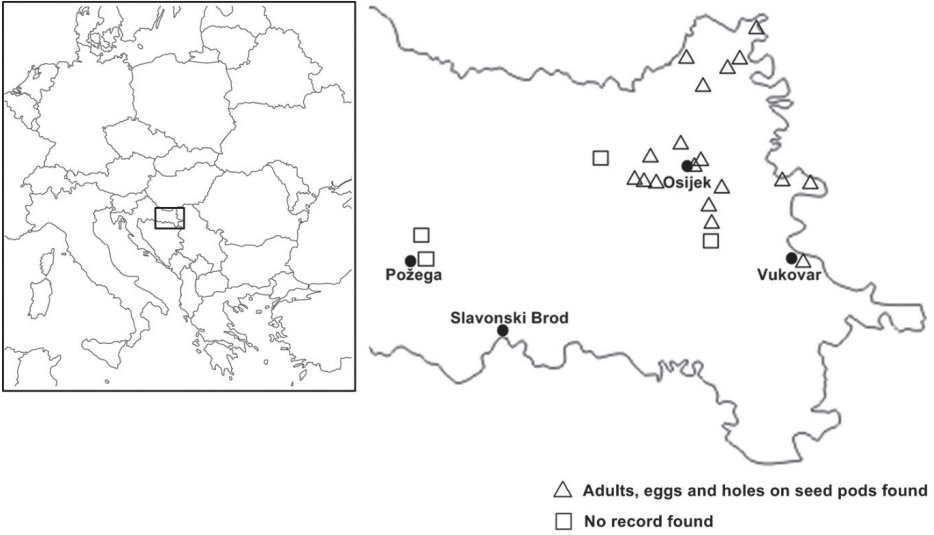 Osijek
Požega
Vukovar
Slavonski Brod
Adults, eggs and holes on seed pods found
No record found